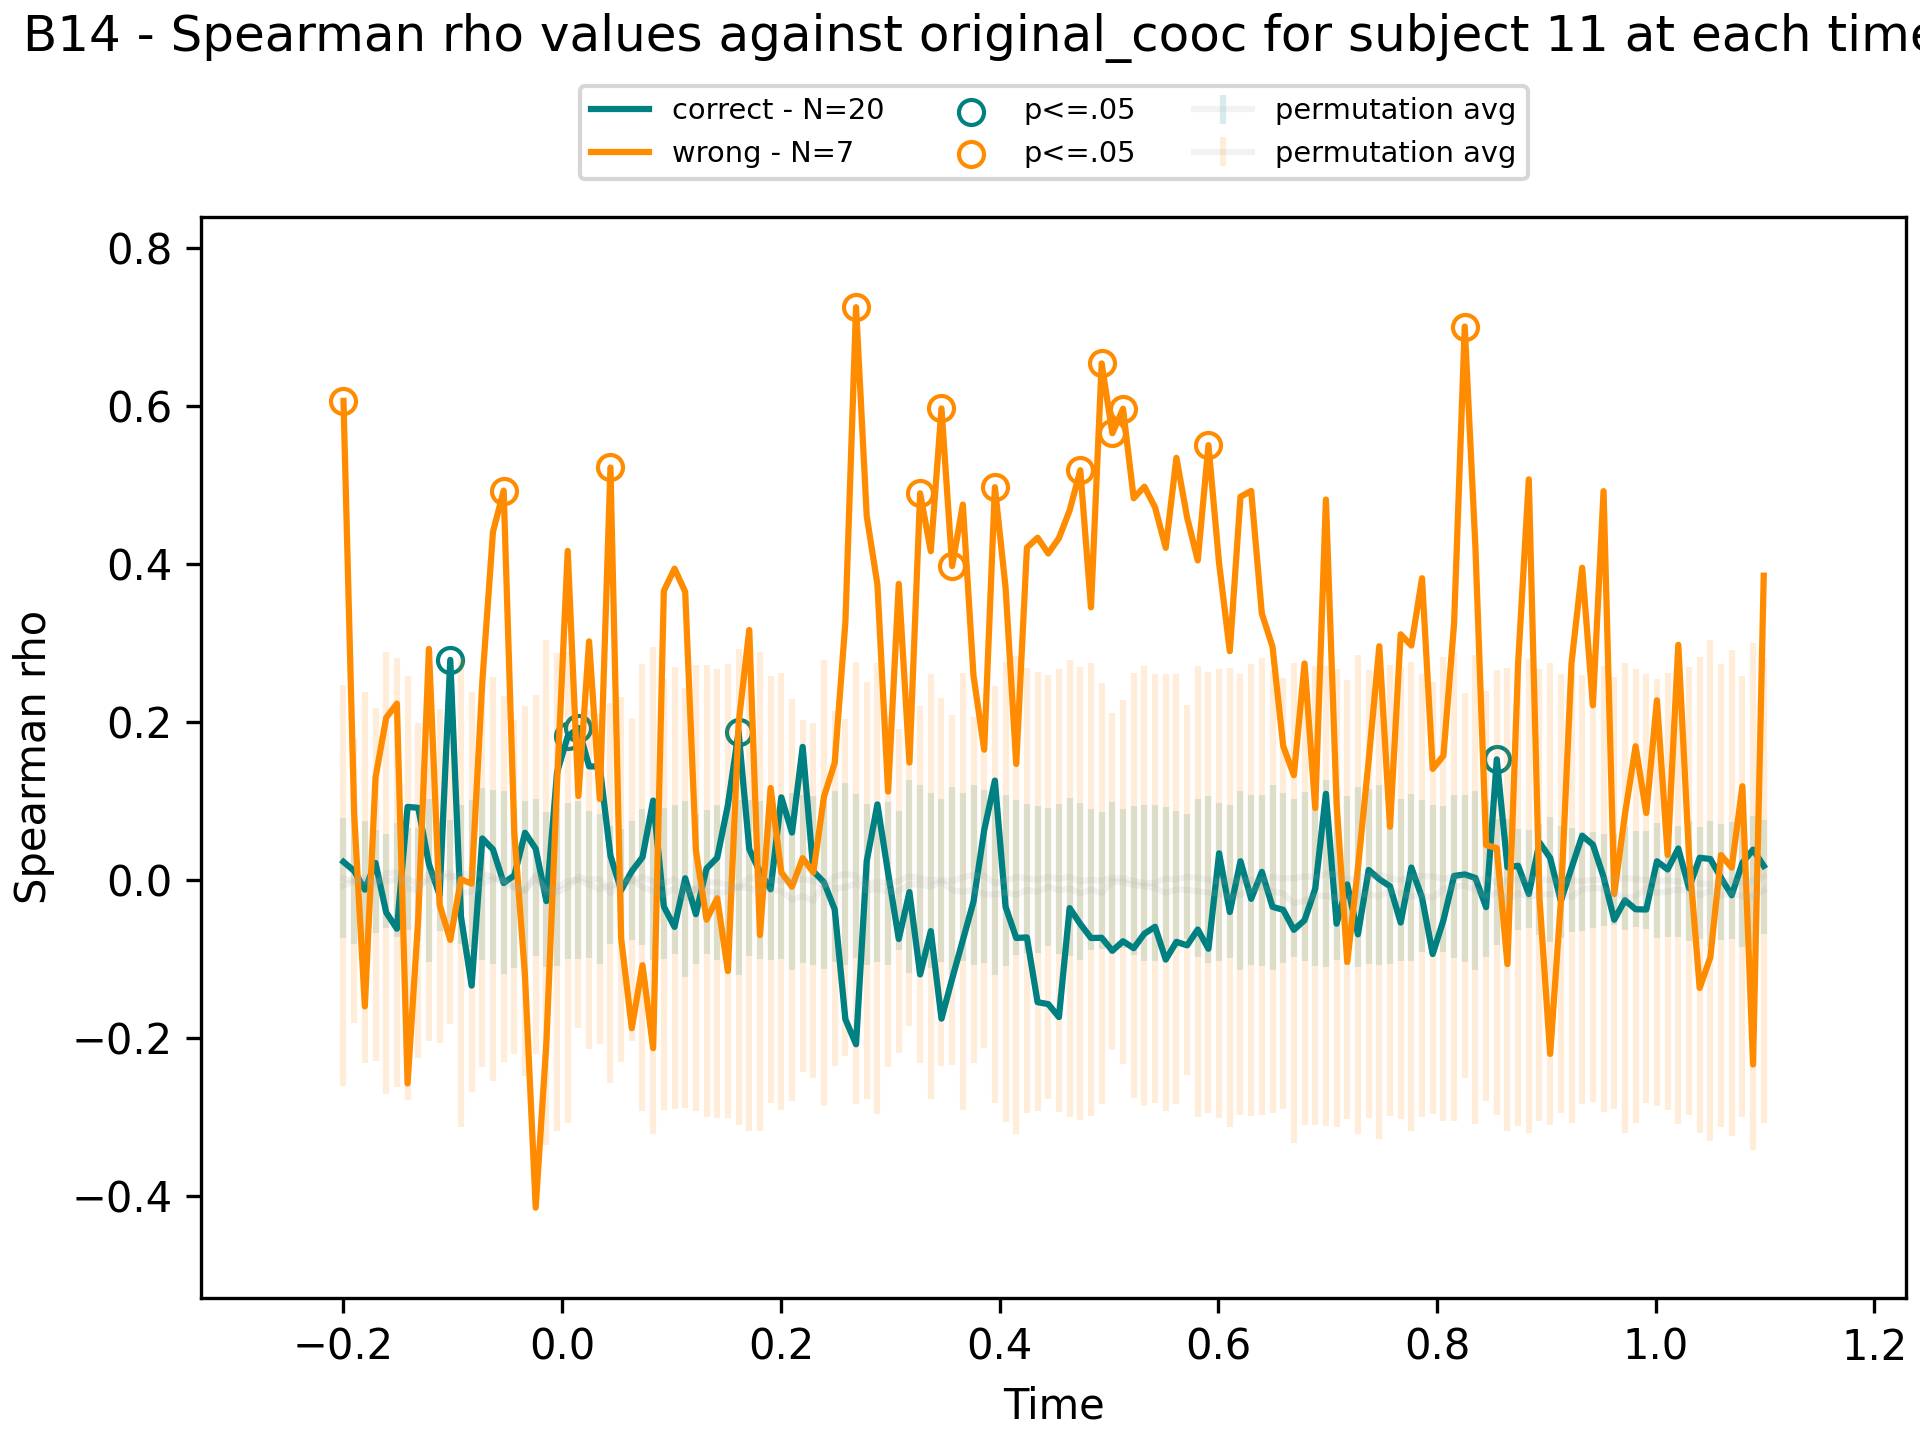 B14 - Spearman rho values against original_cooc for subject 11 at each time
correct - N=20 p<=.05 permutation avg
wrong - N=7 p<=.05 permutation avg
0.8
0.6
0.4
0.2
0.0
−0.2
−0.4
Spearman rho
−0.2 0.0 0.2 0.4 0.6 0.8 1.0 1.2
Time